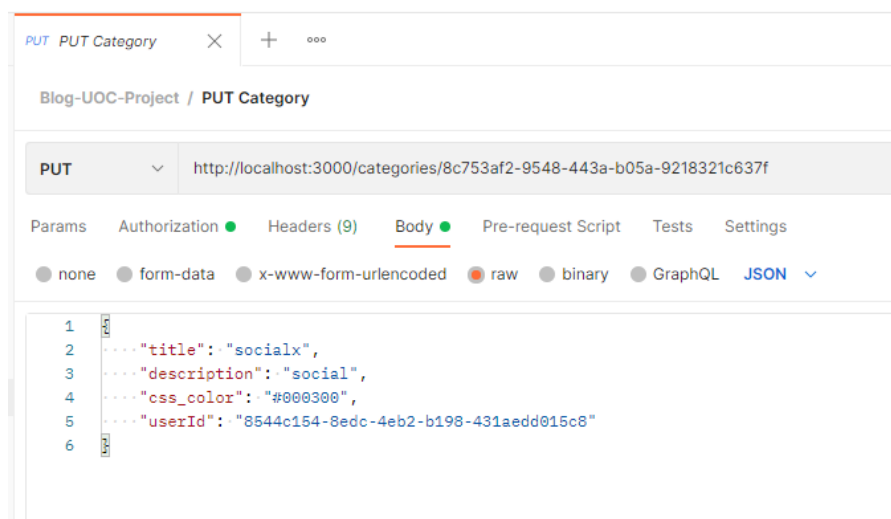 PUT PUT Category
Blog-UOC-Project / PUT Category
PUT http://localhost:3000/categories/8c753af2-9548-443a-b05a-9218321c637f
Params Authorization Headers (9) Body Pre-request Script Tests Settings
none form-data x-www-form-urlencoded raw binary GraphQL JSON
1 {
2 "title": "socialx",
3 "description": "social",
4 "css_color": "#000300",
5 "userId": "8544c154-8edc-4eb2-b198-431aedd015c8"
6 }